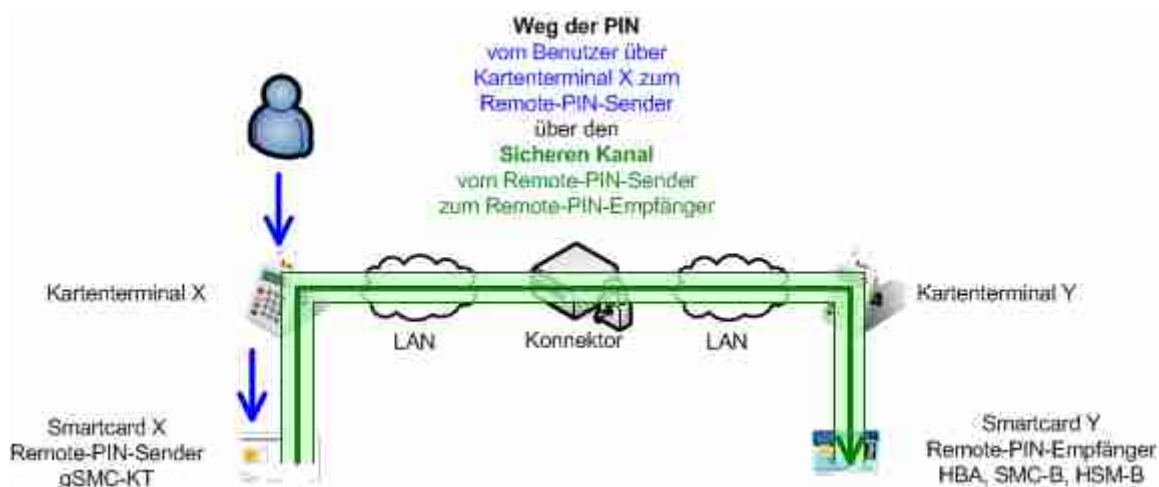 Weg der PIN
vom Benutzer über
Kartenterminal X zum
Remote-PIN-Sender
über den
Sicheren Kanal
vom Remote-PIN-Sender
zum Remote-PIN-Empfänger
Kartenterminal X
Kartenterminal Y
LAN
Konnektor
LAN
Smartcard X
Remote-PIN-Sender
gSMC-KT
Smartcard Y
Remote-PIN-Empfänger
HBA, SMC-B, HSM-B